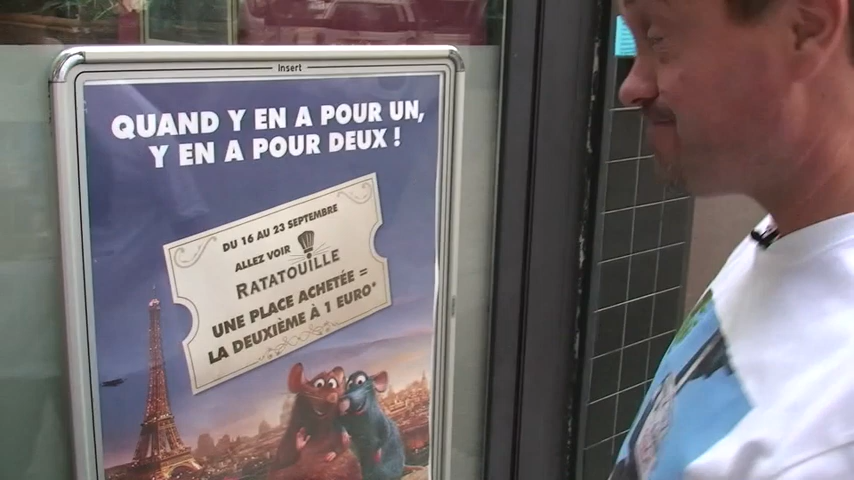 Insert
QUAND Y EN A POUR UN,
Y EN A POUR DEUX !
DU 16 AU 23 SEPTEMBRE
ALLEZ VOIR
RATATOUILLE
UNE PLACE ACHETÉE =
LA DEUXIÈME À 1 EURO*